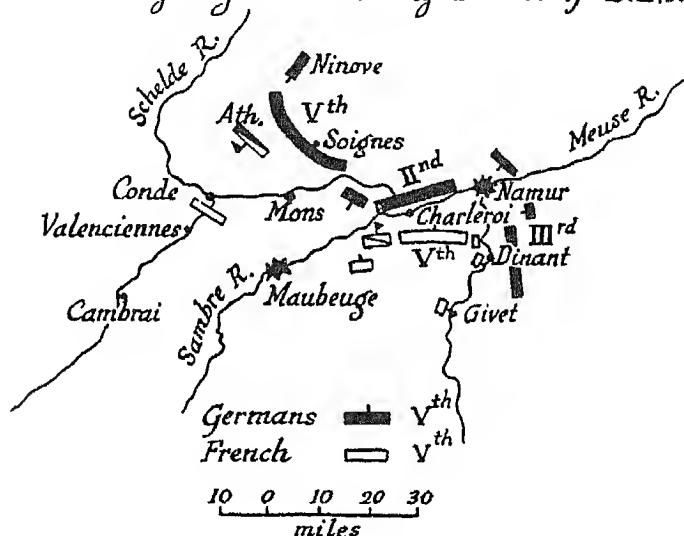 Schelde R.
Ninove
Meuse R.
Ath.
Vth
Soignes
IInd
Conde
Mons
Namur
Valenciennes
Charleroi
IIIrd
Vth
Dinant
Sambre R.
Maubeuge
Cambrai
Givet
Germans Vth
French Vth
10 0 10 20 30
miles